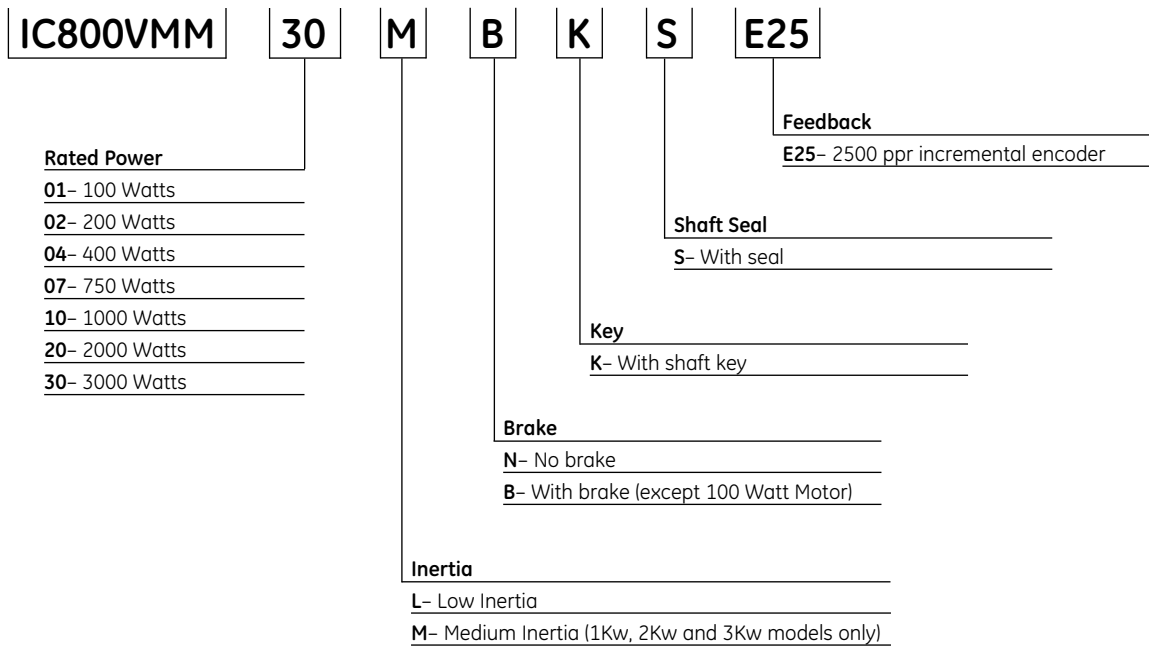 IC800VMM 30 M B K S E25
Feedback
E25– 2500 ppr incremental encoder
Rated Power
01– 100 Watts
02– 200 Watts
04– 400 Watts
07– 750 Watts
10– 1000 Watts
20– 2000 Watts
30– 3000 Watts
Shaft Seal
S– With seal
Key
K– With shaft key
Brake
N– No brake
B– With brake (except 100 Watt Motor)
Inertia
L– Low Inertia
M– Medium Inertia (1Kw, 2Kw and 3Kw models only)